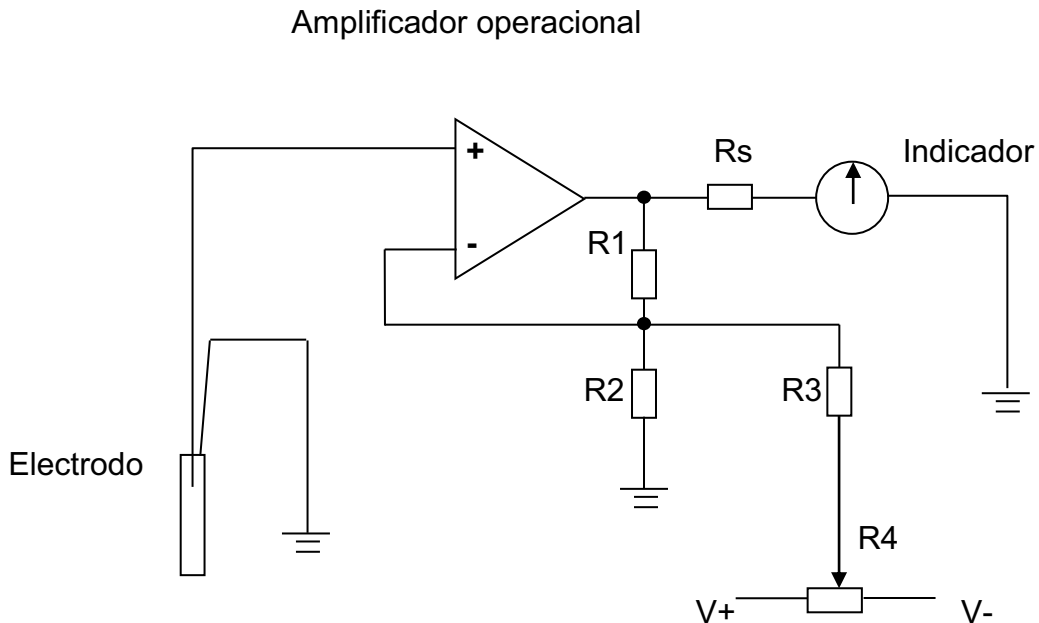 Amplificador operacional
+
Rs
Indicador
-
R1
R2
R3
Electrodo
R4
V+
V-